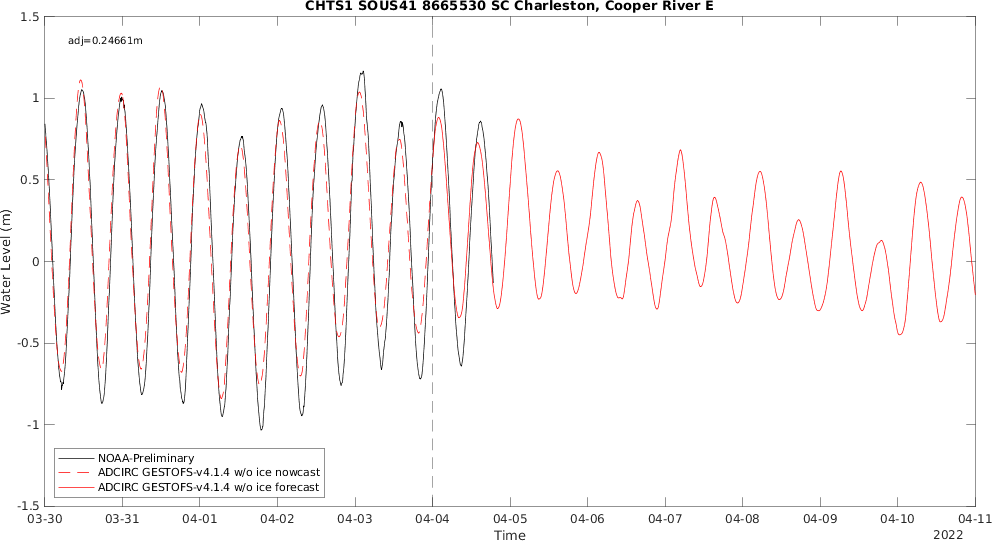 CHTS1 SOUS41 8665530 SC Charleston, Cooper River E
adj=0.24661m
1.5
1
0.5
0
-0.5
-1
-1.5
Water Level (m)
NOAA-Preliminary
ADCIRC GESTOFS-v4.1.4 w/o ice nowcast
ADCIRC GESTOFS-v4.1.4 w/o ice forecast
03-30 03-31 04-01 04-02 04-03 04-04 04-05 04-06 04-07 04-08 04-09 04-10 04-11
Time
2022